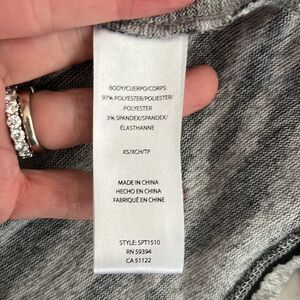 BODY/CUERPO/CORPS:
97% POLYESTER/POLIESTER/
POLYESTER
3% SPANDEX/SPANDEX/
ÉLASTHANNE
XS/XCH/TP
MADE IN CHINA
HECHO EN CHINA
FABRIQUÉ EN CHINE
STYLE: SPT1510
RN 59394
CA 51122